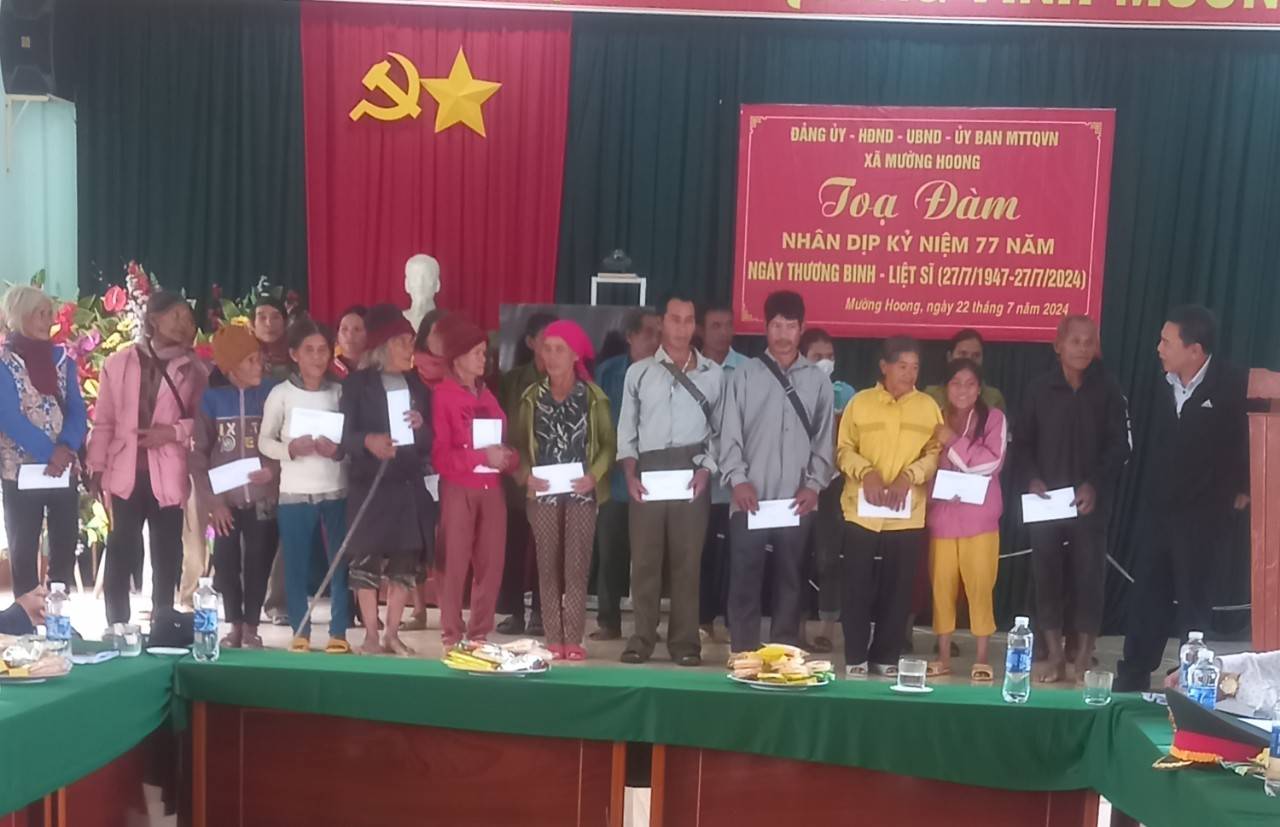 ĐẢNG ỦY - HĐND - UBND - ỦY BAN MTTQVN
XÃ MƯỜNG HOONG
Toạ Đàm
NHÂN DỊP KỶ NIỆM 77 NĂM
NGÀY THƯƠNG BINH - LIỆT SĨ (27/7/1947-27/7/2024)
Mường Hoong, ngày 22 tháng 7 năm 2024